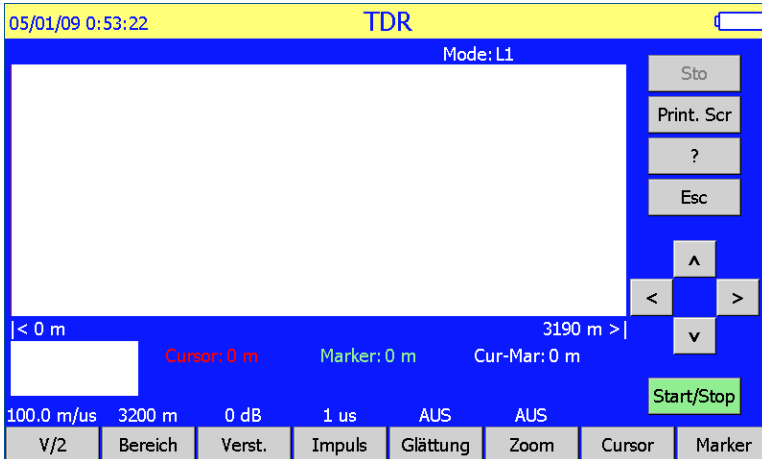 05/01/09 0:53:22 TDR
Mode: L1
Sto
Print. Scr
?
Esc
^
< >
v
|< 0 m 3190 m >|
Cursor: 0 m Marker: 0 m Cur-Mar: 0 m
Start/Stop
100.0 m/us 3200 m 0 dB 1 us AUS AUS
V/2 Bereich Verst. Impuls Glättung Zoom Cursor Marker